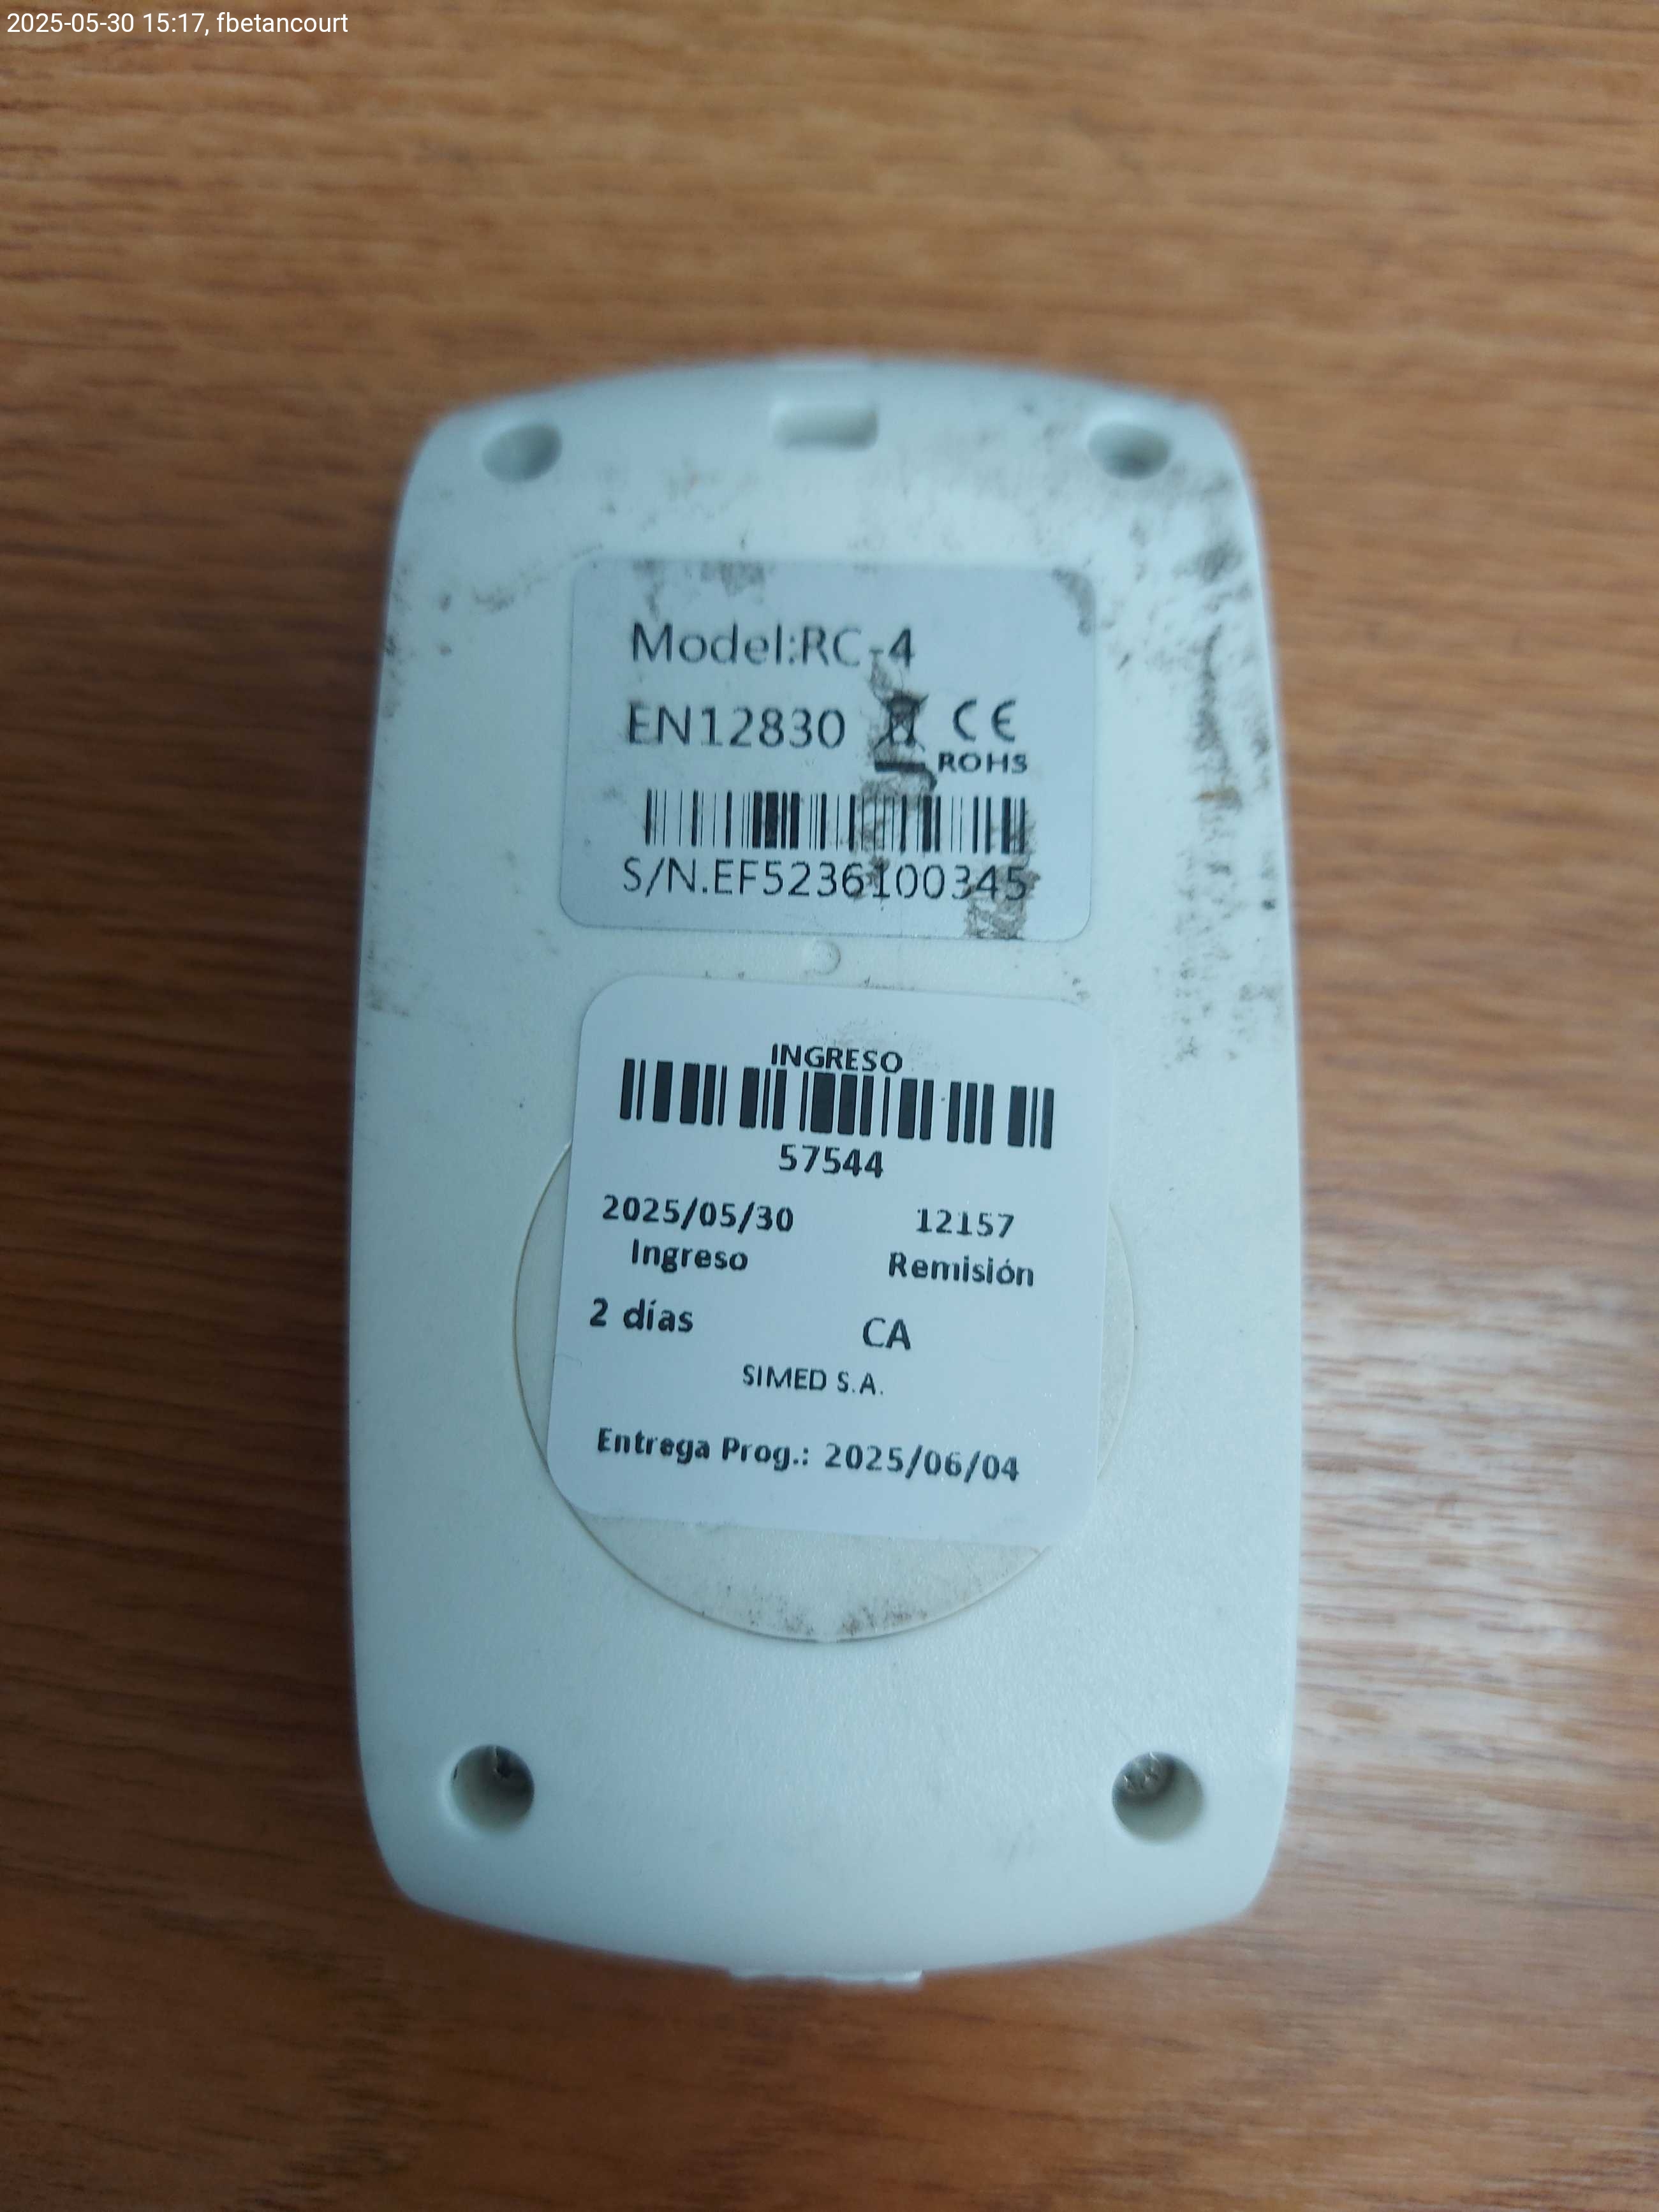 2025-05-30 15:17, fbetancourt
Model:RC-4
EN12830 CE
ROHS
S/N.EF5236100345
INGRESO
57544
2025/05/30 12157
Ingreso Remisión
2 días CA
SIMED S.A.
Entrega Prog.: 2025/06/04